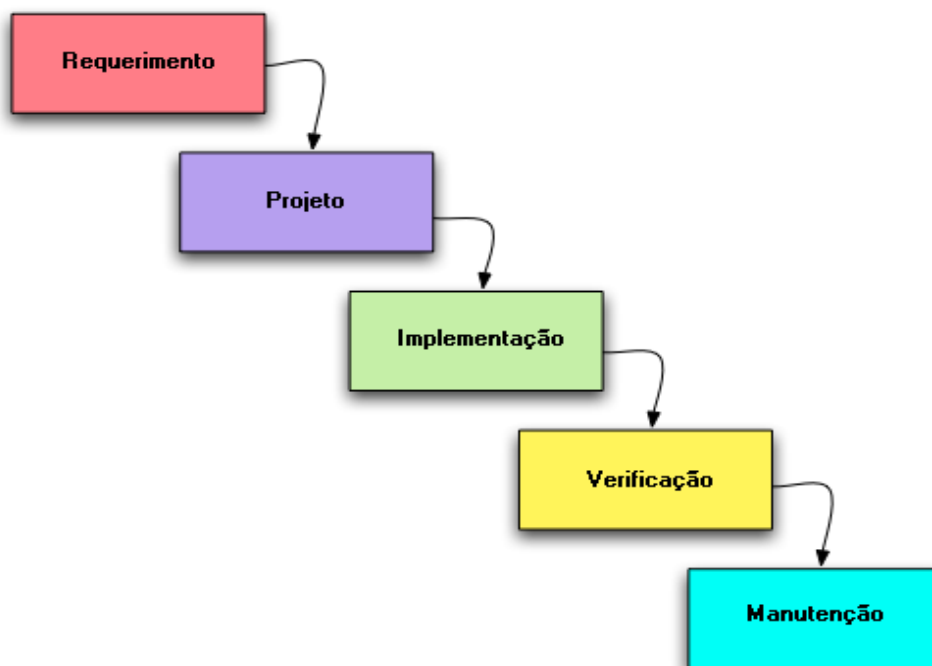 Requerimento
Projeto
Implementação
Verificação
Manutenção